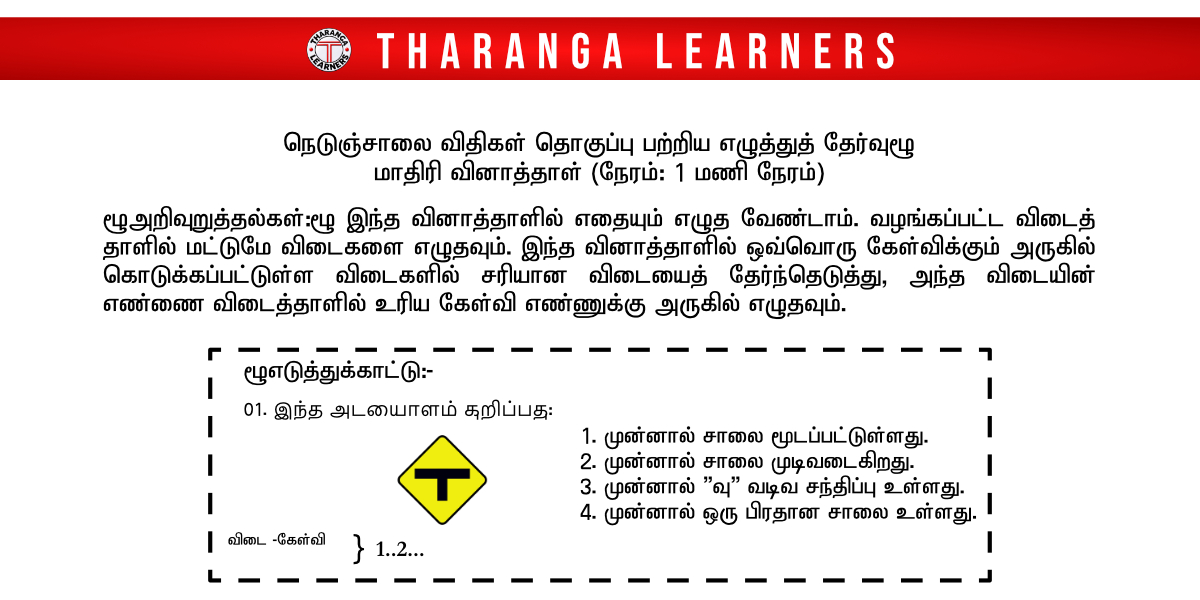 THARANGA LEARNERS
THARANGA LEARNERS
நெடுஞ்சாலை விதிகள் தொகுப்பு பற்றிய எழுத்துத் தேர்வுழூ
மாதிரி வினாத்தாள் (நேரம்: 1 மணி நேரம்)
ழூஅறிவுறுத்தல்கள்:ழூ இந்த வினாத்தாளில் எதையும் எழுத வேண்டாம். வழங்கப்பட்ட விடைத்
தாளில் மட்டுமே விடைகளை எழுதவும். இந்த வினாத்தாளில் ஒவ்வொரு கேள்விக்கும் அருகில்
கொடுக்கப்பட்டுள்ள விடைகளில் சரியான விடையைத் தேர்ந்தெடுத்து, அந்த விடையின்
எண்ணை விடைத்தாளில் உரிய கேள்வி எண்ணுக்கு அருகில் எழுதவும்.
ழூஎடுத்துக்காட்டு:-
01. இந்த அடையாளம் குறிப்பது:
1. முன்னால் சாலை மூடப்பட்டுள்ளது.
2. முன்னால் சாலை முடிவடைகிறது.
3. முன்னால் ”வு” வடிவ சந்திப்பு உள்ளது.
4. முன்னால் ஒரு பிரதான சாலை உள்ளது.
விடை -கேள்வி } 1..2...